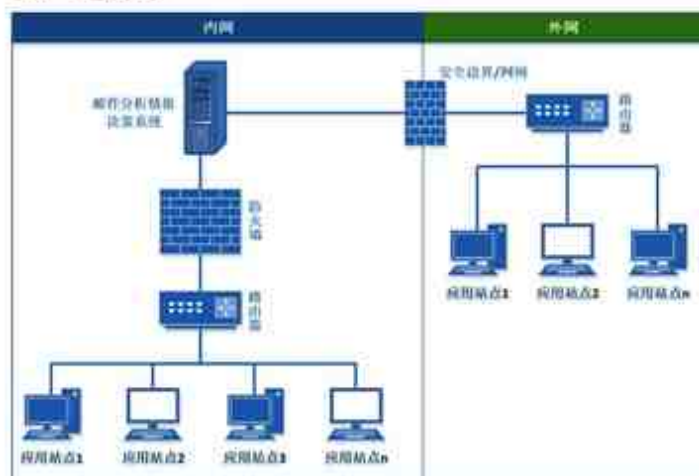 内网
外网
安全边界/网闸
邮件分析情报
决策系统
路由器
防火墙
应用站点1
应用站点2
应用站点n
路由器
应用站点1
应用站点2
应用站点3
应用站点n